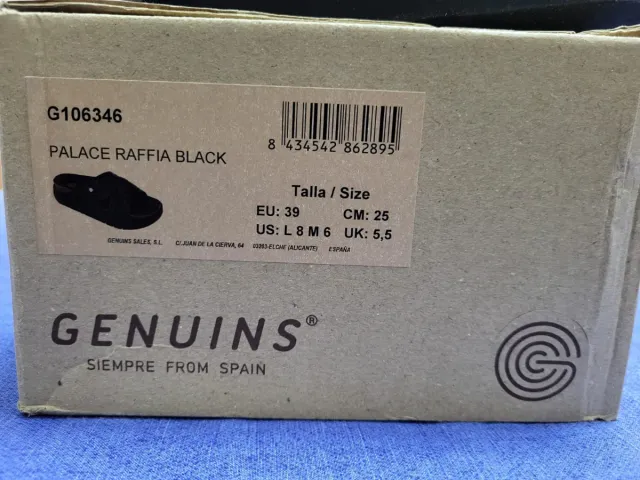 G106346
8 434542 862895
PALACE RAFFIA BLACK
Talla / Size
EU: 39 CM: 25
US: L 8 M 6 UK: 5,5
GENUINS SALES, S.L. C/ JUAN DE LA CIERVA, 64 03203-ELCHE (ALICANTE) ESPAÑA
GENUINS®
SIEMPRE FROM SPAIN